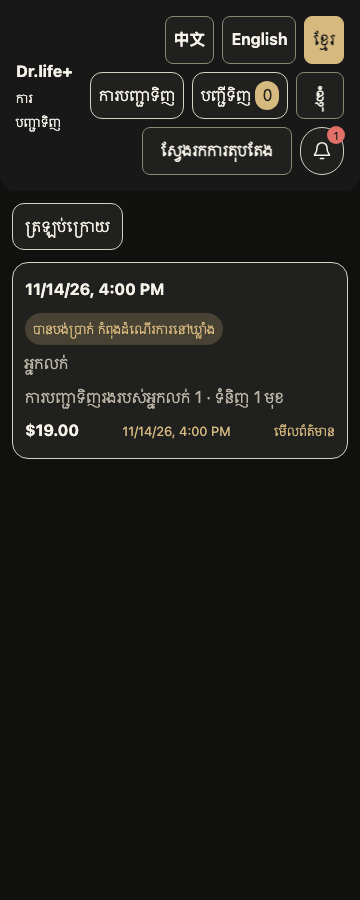 中文
English
ខ្មែរ
Dr.life+
ការ
បញ្ជាទិញ
ការបញ្ជាទិញ
បញ្ជីទិញ 0
ខ្ញុំ
ស្វែងរកការតុបតែង
1
ត្រឡប់ក្រោយ
11/14/26, 4:00 PM
បានបង់ប្រាក់ កំពុងដំណើរការនៅឃ្លាំង
អ្នកលក់
ការបញ្ជាទិញរងរបស់អ្នកលក់ 1 · ទំនិញ 1 មុខ
$19.00 11/14/26, 4:00 PM មើលព័ត៌មាន